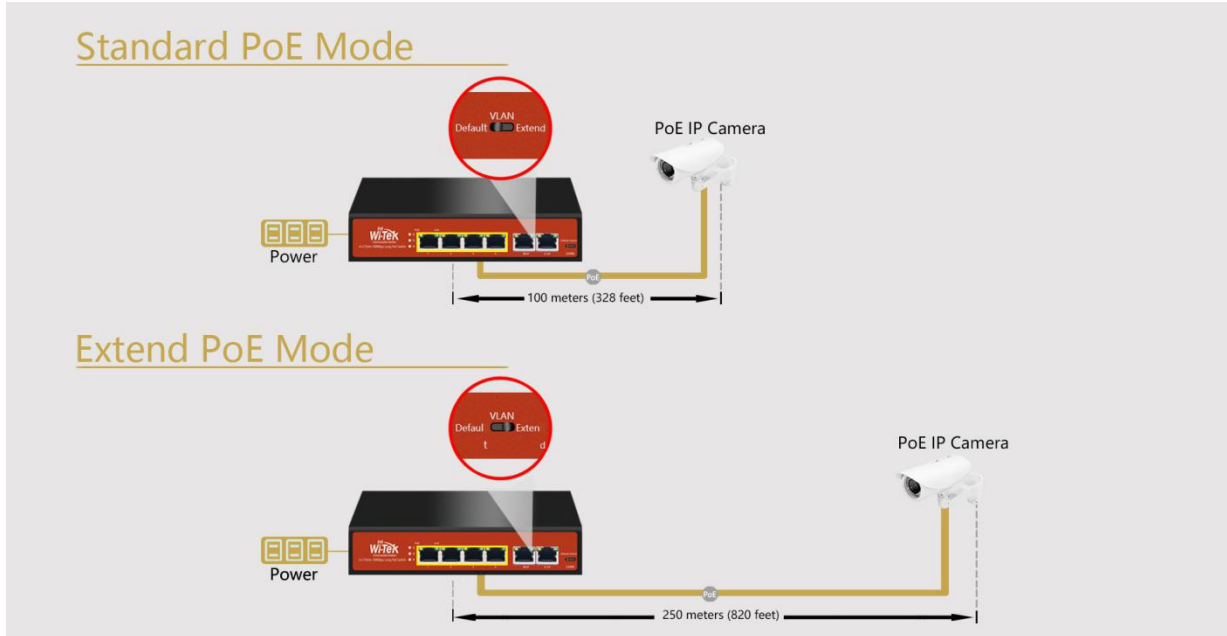 Standard PoE Mode
VLAN
Default Extend
PoE IP Camera
Wi-Tek
Power
PoE
100 meters (328 feet)
Extend PoE Mode
VLAN
Defaul Exten
t d
PoE IP Camera
Wi-Tek
Power
PoE
250 meters (820 feet)